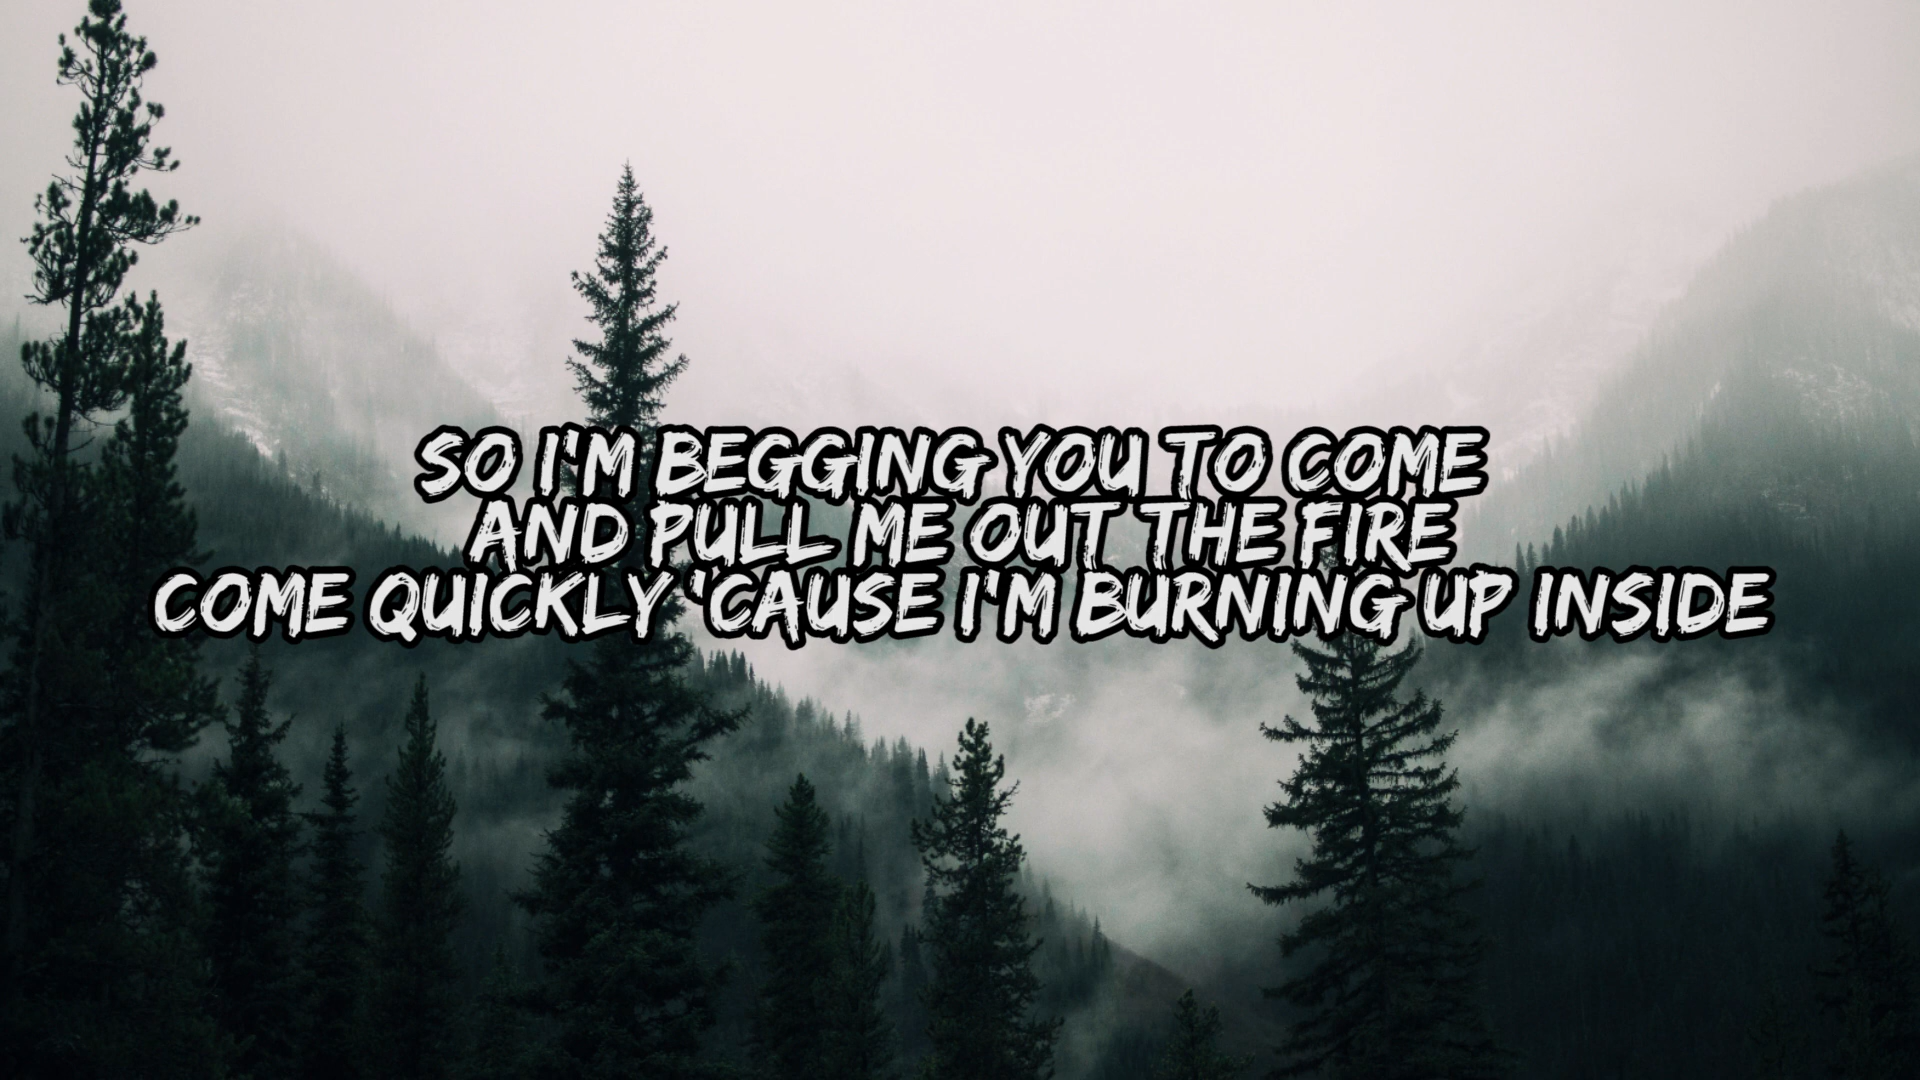 SO I'M BEGGING YOU TO COME
AND PULL ME OUT THE FIRE
COME QUICKLY 'CAUSE I'M BURNING UP INSIDE